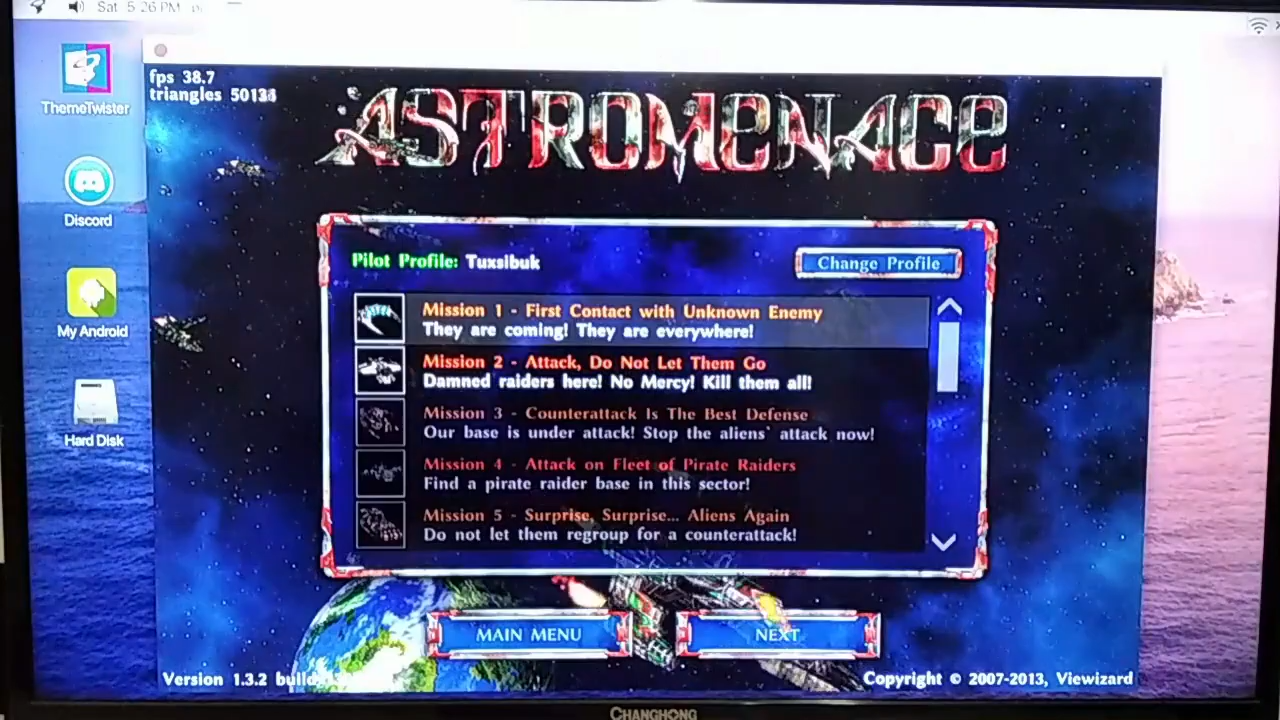 Sat 5:26 PM
ThemeTwister
Discord
My Android
Hard Disk
fps 38.7
triangles 50134
ASTROMENACE
Pilot Profile: Tuxsibuk
Change Profile
Mission 1 - First Contact with Unknown Enemy
They are coming! They are everywhere!
Mission 2 - Attack, Do Not Let Them Go
Damned raiders here! No Mercy! Kill them all!
Mission 3 - Counterattack Is The Best Defense
Our base is under attack! Stop the aliens' attack now!
Mission 4 - Attack on Fleet of Pirate Raiders
Find a pirate raider base in this sector!
Mission 5 - Surprise, Surprise... Aliens Again
Do not let them regroup for a counterattack!
MAIN MENU
NEXT
Version 1.3.2 build
Copyright © 2007-2013, Viewizard
CHANGHONG